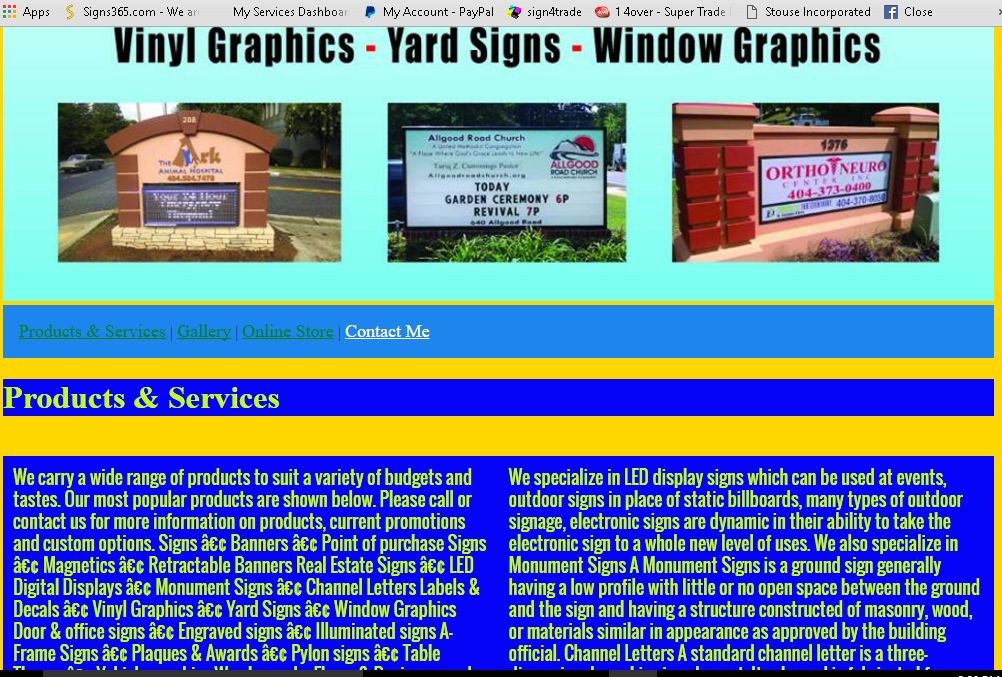 Apps Signs365.com - We are My Services Dashboar My Account - PayPal sign4trade 1 4over - Super Trade Stouse Incorporated Close
Vinyl Graphics - Yard Signs - Window Graphics
288
THE Ark
ANIMAL HOSPITAL
404.584.7478
Your 24 Hour
Emergency
Hospital
Allgood Road Church
A United Methodist Congregation
"A Place Where God's Grace Leads to New Life"
Tariq Z. Cummings Pastor
Allgoodroadchurch.org
ALLGOOD
ROAD CHURCH
TODAY
GARDEN CEREMONY 6P
REVIVAL 7P
640 Allgood Road
1376
ORTHO NEURO
CENTER INC
404-373-0400
404-370-8050
Products & Services | Gallery | Online Store | Contact Me
Products & Services
We carry a wide range of products to suit a variety of budgets and
tastes. Our most popular products are shown below. Please call or
contact us for more information on products, current promotions
and custom options. Signs â€¢ Banners â€¢ Point of purchase Signs
â€¢ Magnetics â€¢ Retractable Banners Real Estate Signs â€¢ LED
Digital Displays â€¢ Monument Signs â€¢ Channel Letters Labels &
Decals â€¢ Vinyl Graphics â€¢ Yard Signs â€¢ Window Graphics
Door & office signs â€¢ Engraved signs â€¢ Illuminated signs A-
Frame Signs â€¢ Plaques & Awards â€¢ Pylon signs â€¢ Table
We specialize in LED display signs which can be used at events,
outdoor signs in place of static billboards, many types of outdoor
signage, electronic signs are dynamic in their ability to take the
electronic sign to a whole new level of uses. We also specialize in
Monument Signs A Monument Signs is a ground sign generally
having a low profile with little or no open space between the ground
and the sign and having a structure constructed of masonry, wood,
or materials similar in appearance as approved by the building
official. Channel Letters A standard channel letter is a three-